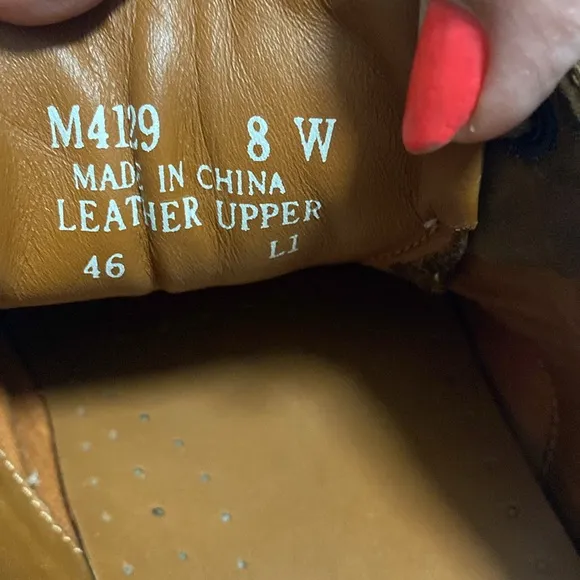 M4129 8 W
MADE IN CHINA
LEATHER UPPER
46 L1